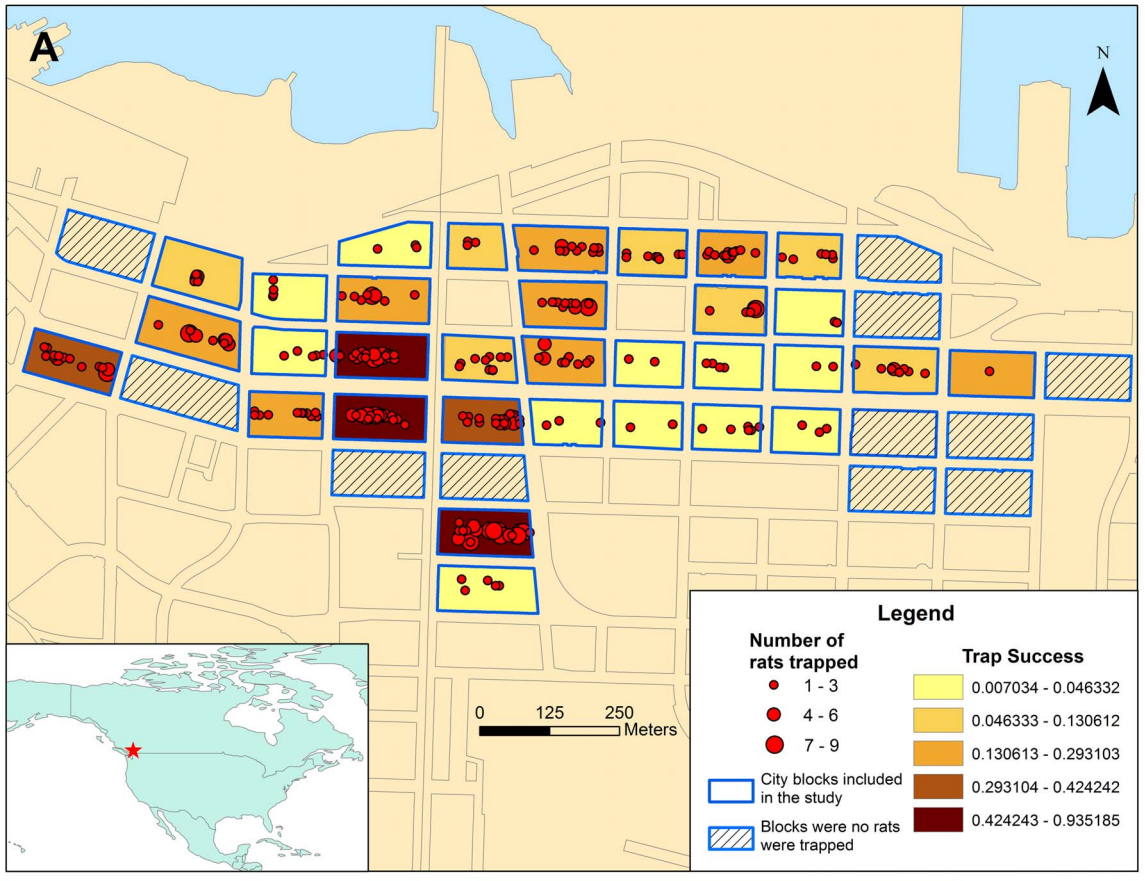 A
N
Legend
Number of
rats trapped
1 - 3
4 - 6
7 - 9
City blocks included
in the study
Blocks were no rats
were trapped
Trap Success
0.007034 - 0.046332
0.046333 - 0.130612
0.130613 - 0.293103
0.293104 - 0.424242
0.424243 - 0.935185
0 125 250
Meters